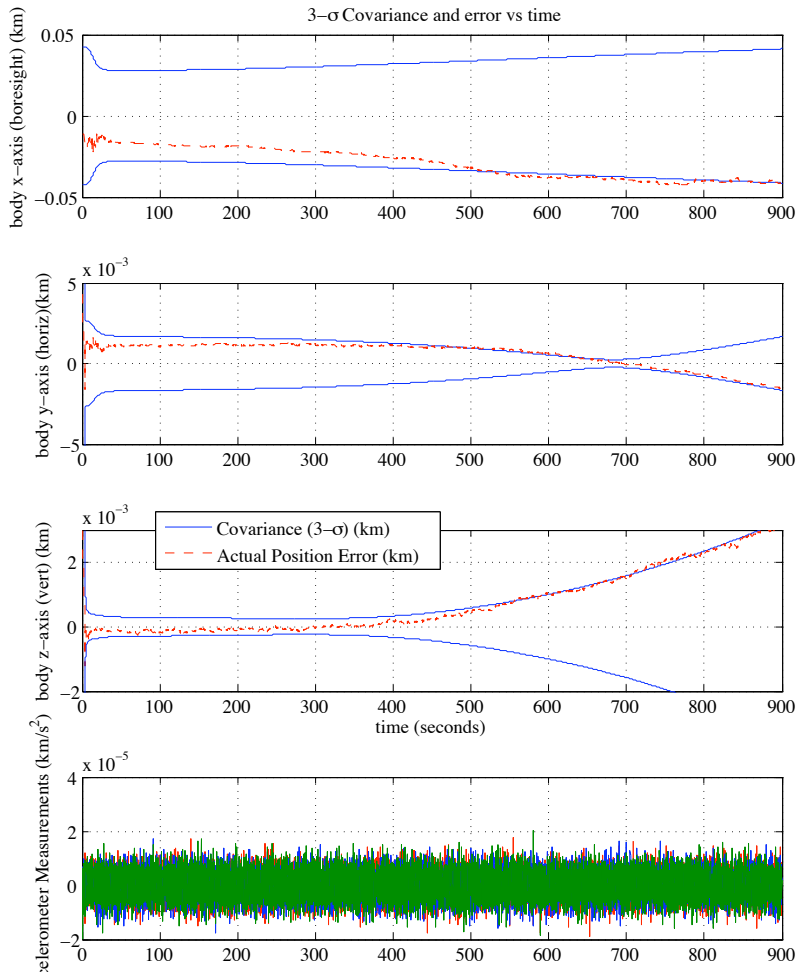 3−σ Covariance and error vs time
body x−axis (boresight) (km)
0.05
0
−0.05
0 100 200 300 400 500 600 700 800 900
x 10−3
body y−axis (horiz)(km)
5
0
−5
0 100 200 300 400 500 600 700 800 900
x 10−3
body z−axis (vert) (km)
2
0
−2
Covariance (3−σ) (km)
Actual Position Error (km)
0 100 200 300 400 500 600 700 800 900
time (seconds)
x 10−5
celerometer Measurements (km/s2)
4
2
0
−2
0 100 200 300 400 500 600 700 800 900